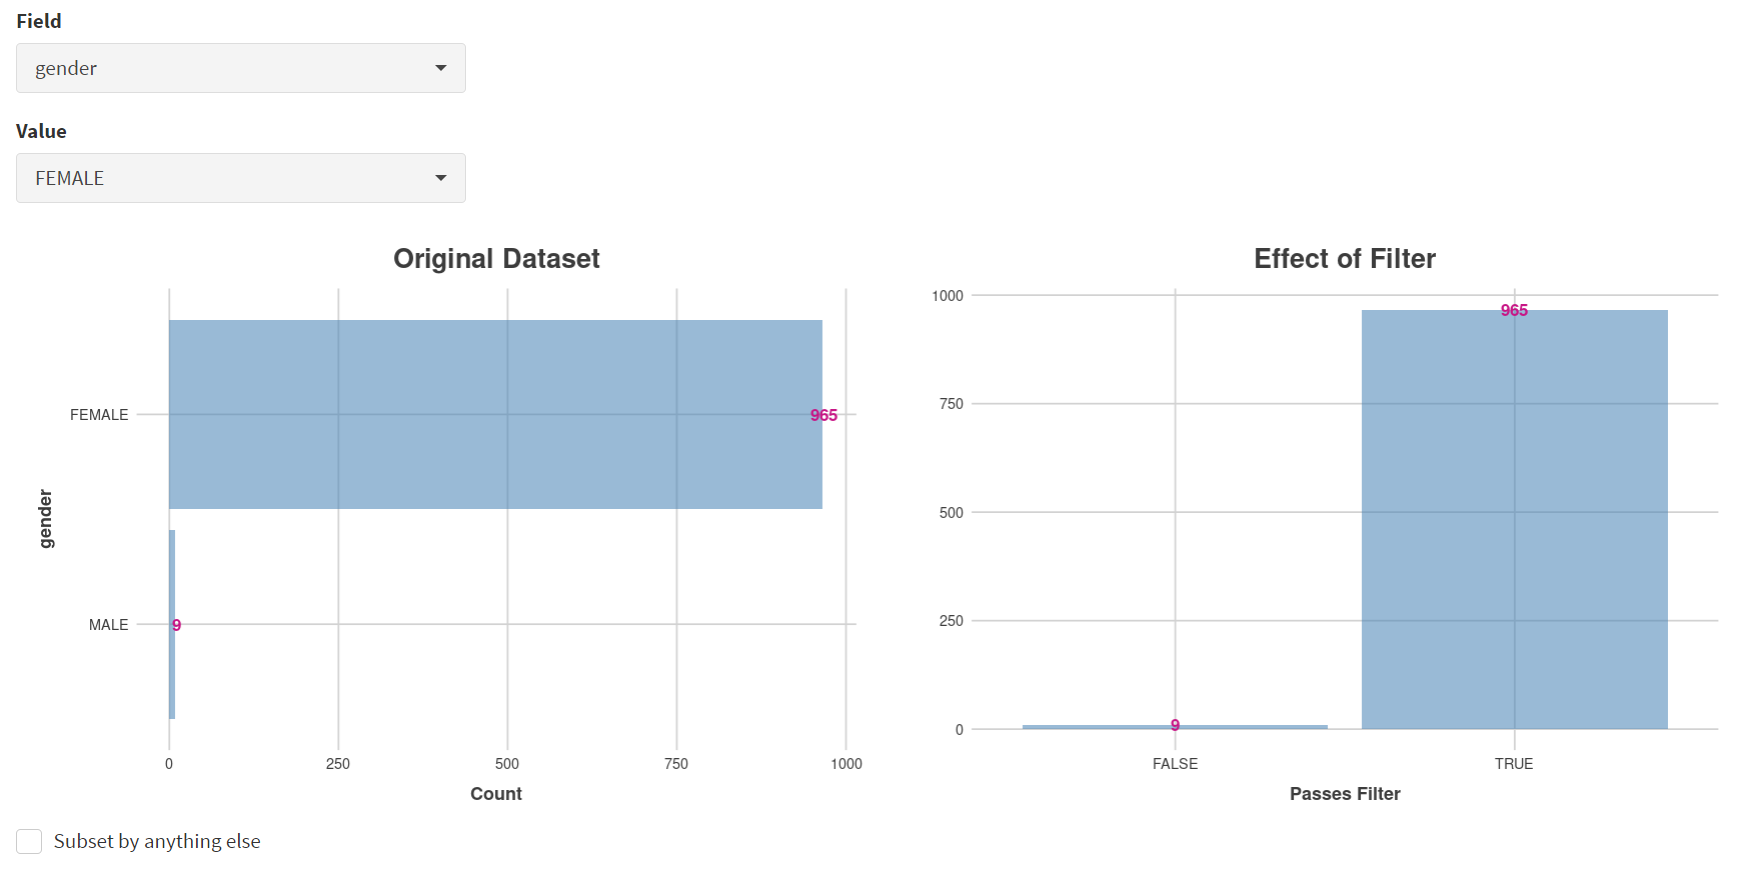 Field
gender
Value
FEMALE
Original Dataset
FEMALE
965
MALE
9
gender
0 250 500 750 1000
Count
Effect of Filter
1000
965
750
500
250
9
0
FALSE TRUE
Passes Filter
Subset by anything else